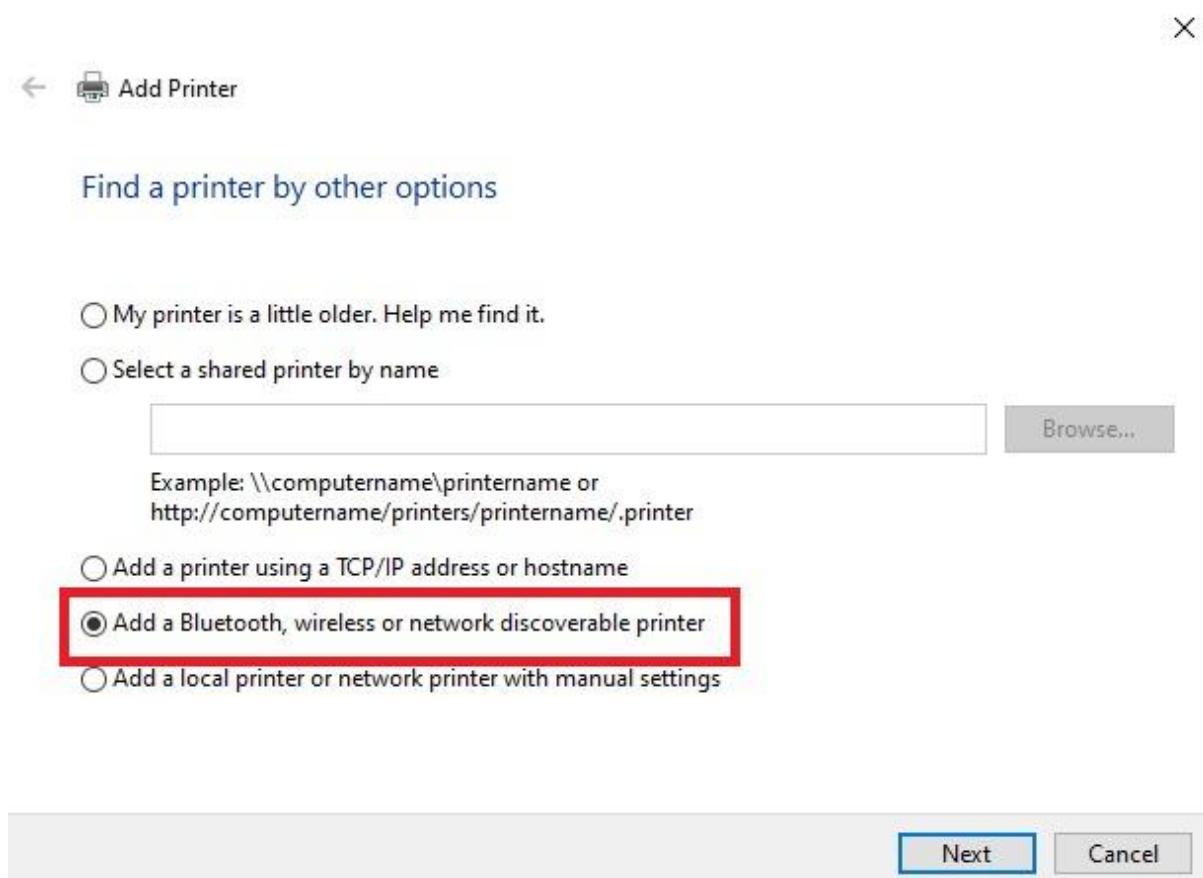 Add Printer
Find a printer by other options
My printer is a little older. Help me find it.
Select a shared printer by name
Browse...
Example: \\computername\printername or
http://computername/printers/printername/.printer
Add a printer using a TCP/IP address or hostname
Add a Bluetooth, wireless or network discoverable printer
Add a local printer or network printer with manual settings
Next
Cancel